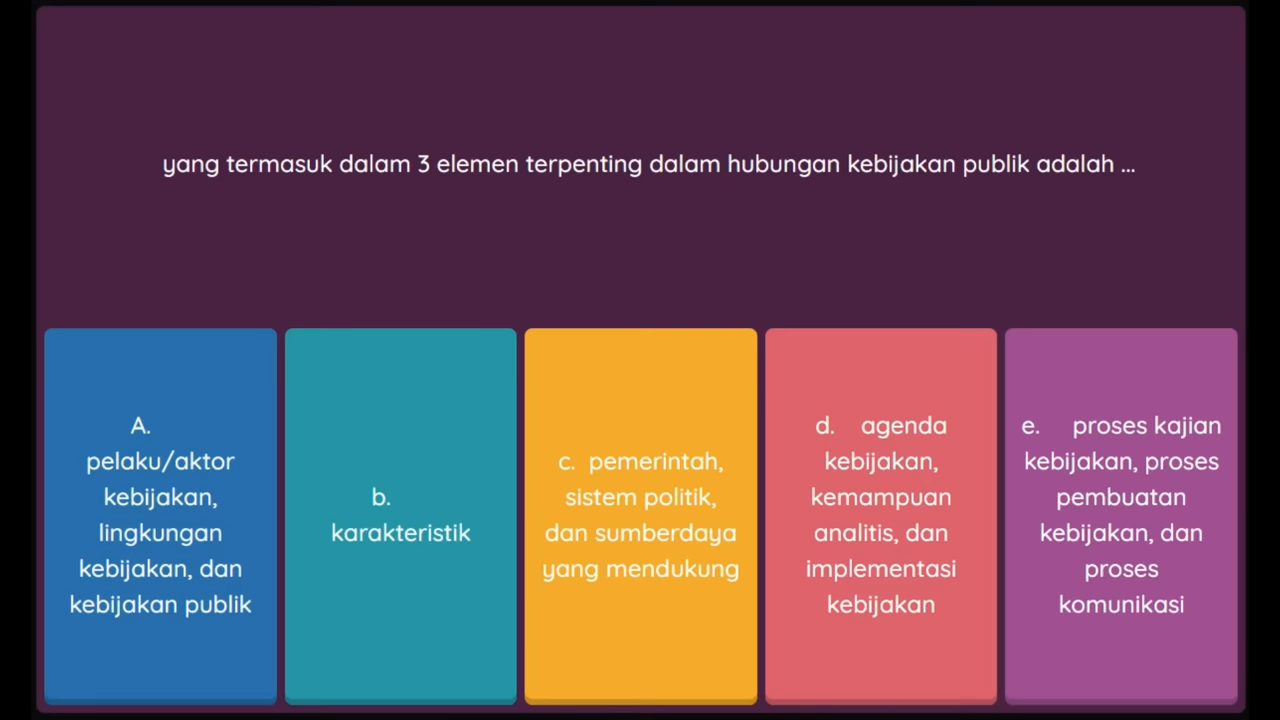 yang termasuk dalam 3 elemen terpenting dalam hubungan kebijakan publik adalah ...
A.
pelaku/aktor
kebijakan,
lingkungan
kebijakan, dan
kebijakan publik
b.
karakteristik
c. pemerintah,
sistem politik,
dan sumberdaya
yang mendukung
d. agenda
kebijakan,
kemampuan
analitis, dan
implementasi
kebijakan
e. proses kajian
kebijakan, proses
pembuatan
kebijakan, dan
proses
komunikasi